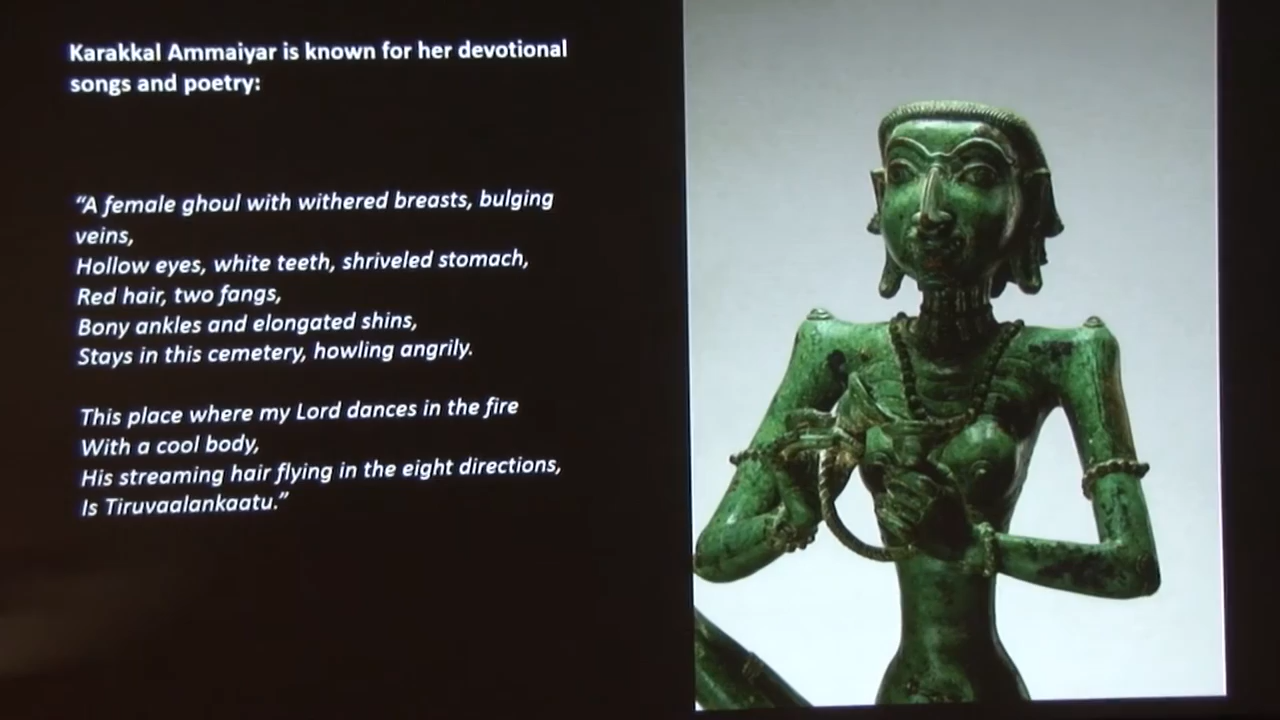 Karakkal Ammaiyar is known for her devotional
songs and poetry:
“A female ghoul with withered breasts, bulging
veins,
Hollow eyes, white teeth, shriveled stomach,
Red hair, two fangs,
Bony ankles and elongated shins,
Stays in this cemetery, howling angrily.
This place where my Lord dances in the fire
With a cool body,
His streaming hair flying in the eight directions,
Is Tiruvaalankaatu.”